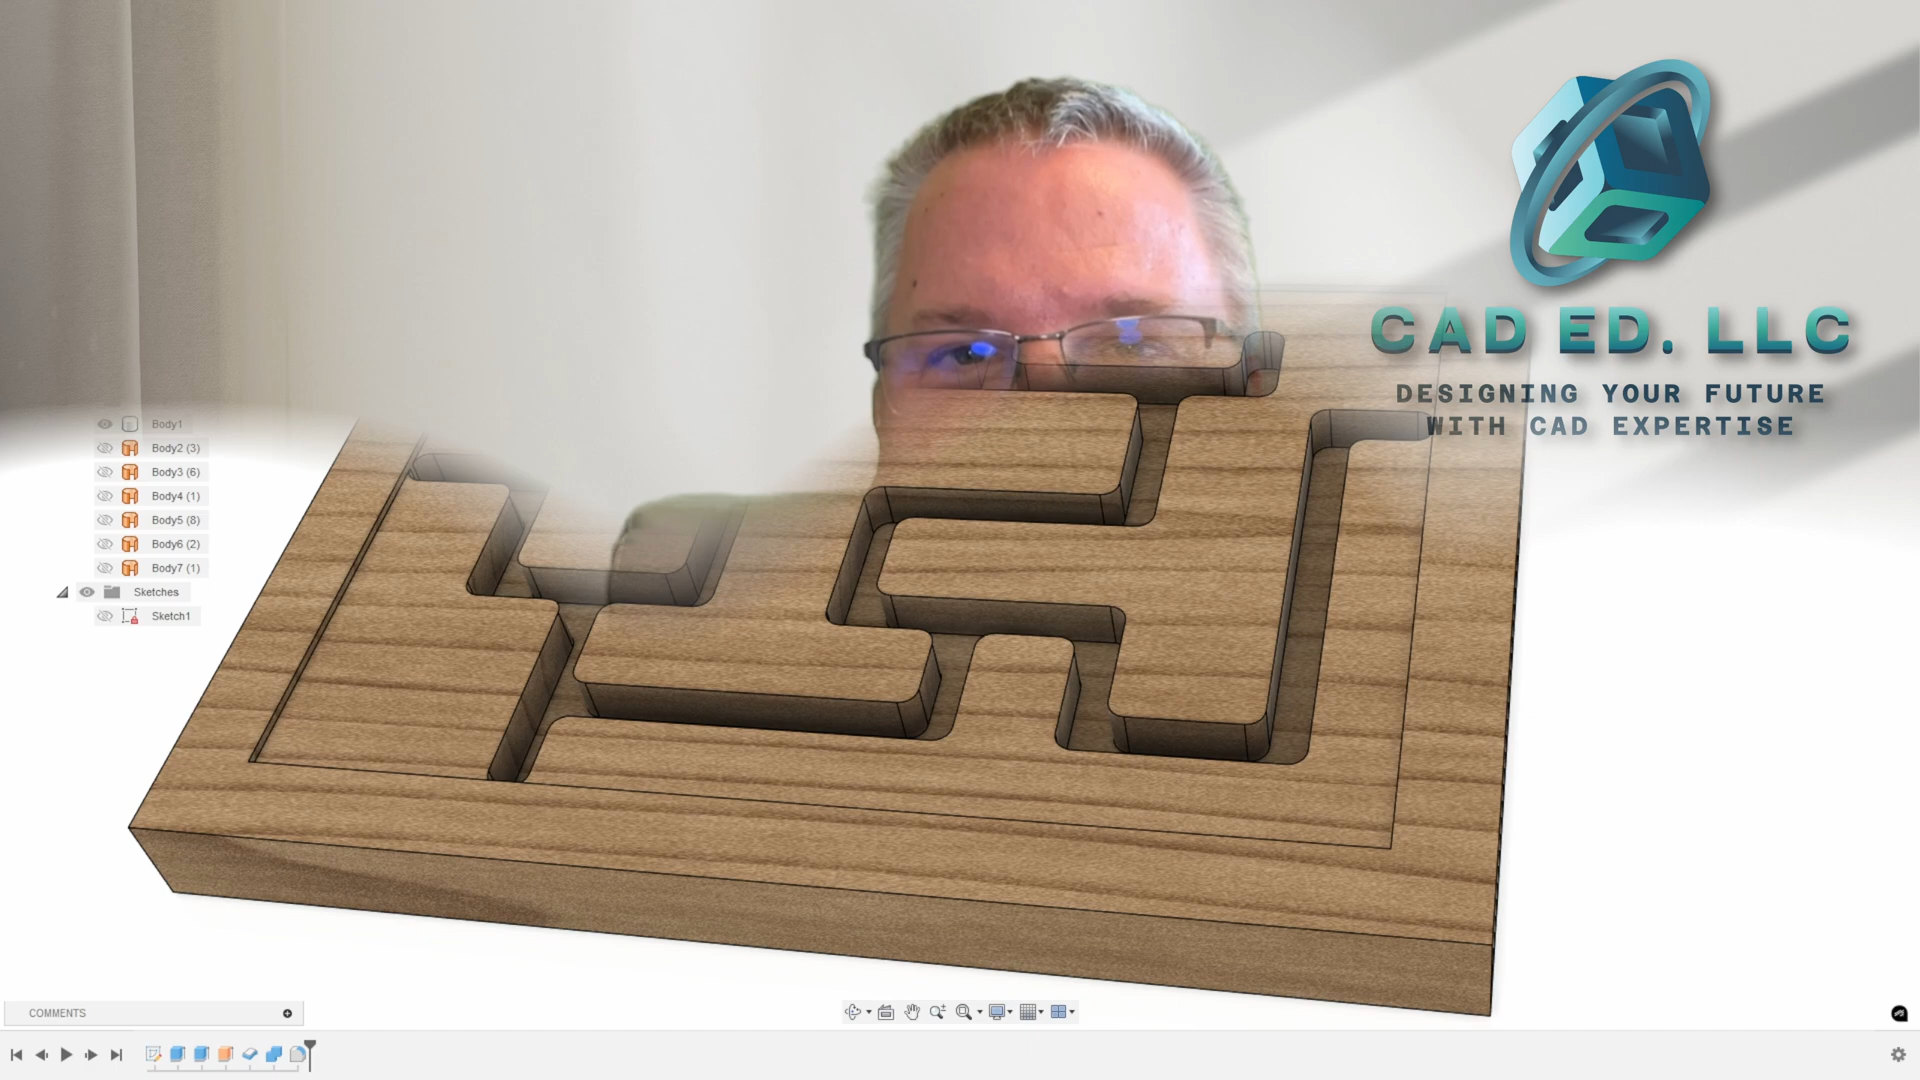 CAD ED. LLC
DESIGNING YOUR FUTURE
WITH CAD EXPERTISE
Body1
Body2 (3)
Body3 (6)
Body4 (1)
Body5 (8)
Body6 (2)
Body7 (1)
Sketches
Sketch1
COMMENTS